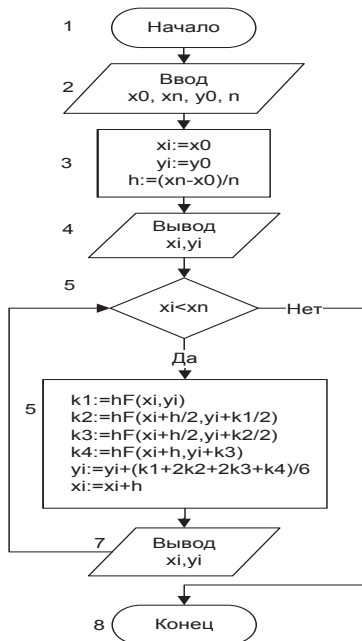 1
Начало
2
Ввод
x0, xn, y0, n
3
xi:=x0
yi:=y0
h:=(xn-x0)/n
4
Вывод
xi,yi
5
xi<xn
Нет
Да
5
k1:=hF(xi,yi)
k2:=hF(xi+h/2,yi+k1/2)
k3:=hF(xi+h/2,yi+k2/2)
k4:=hF(xi+h,yi+k3)
yi:=yi+(k1+2k2+2k3+k4)/6
xi:=xi+h
7
Вывод
xi,yi
8
Конец